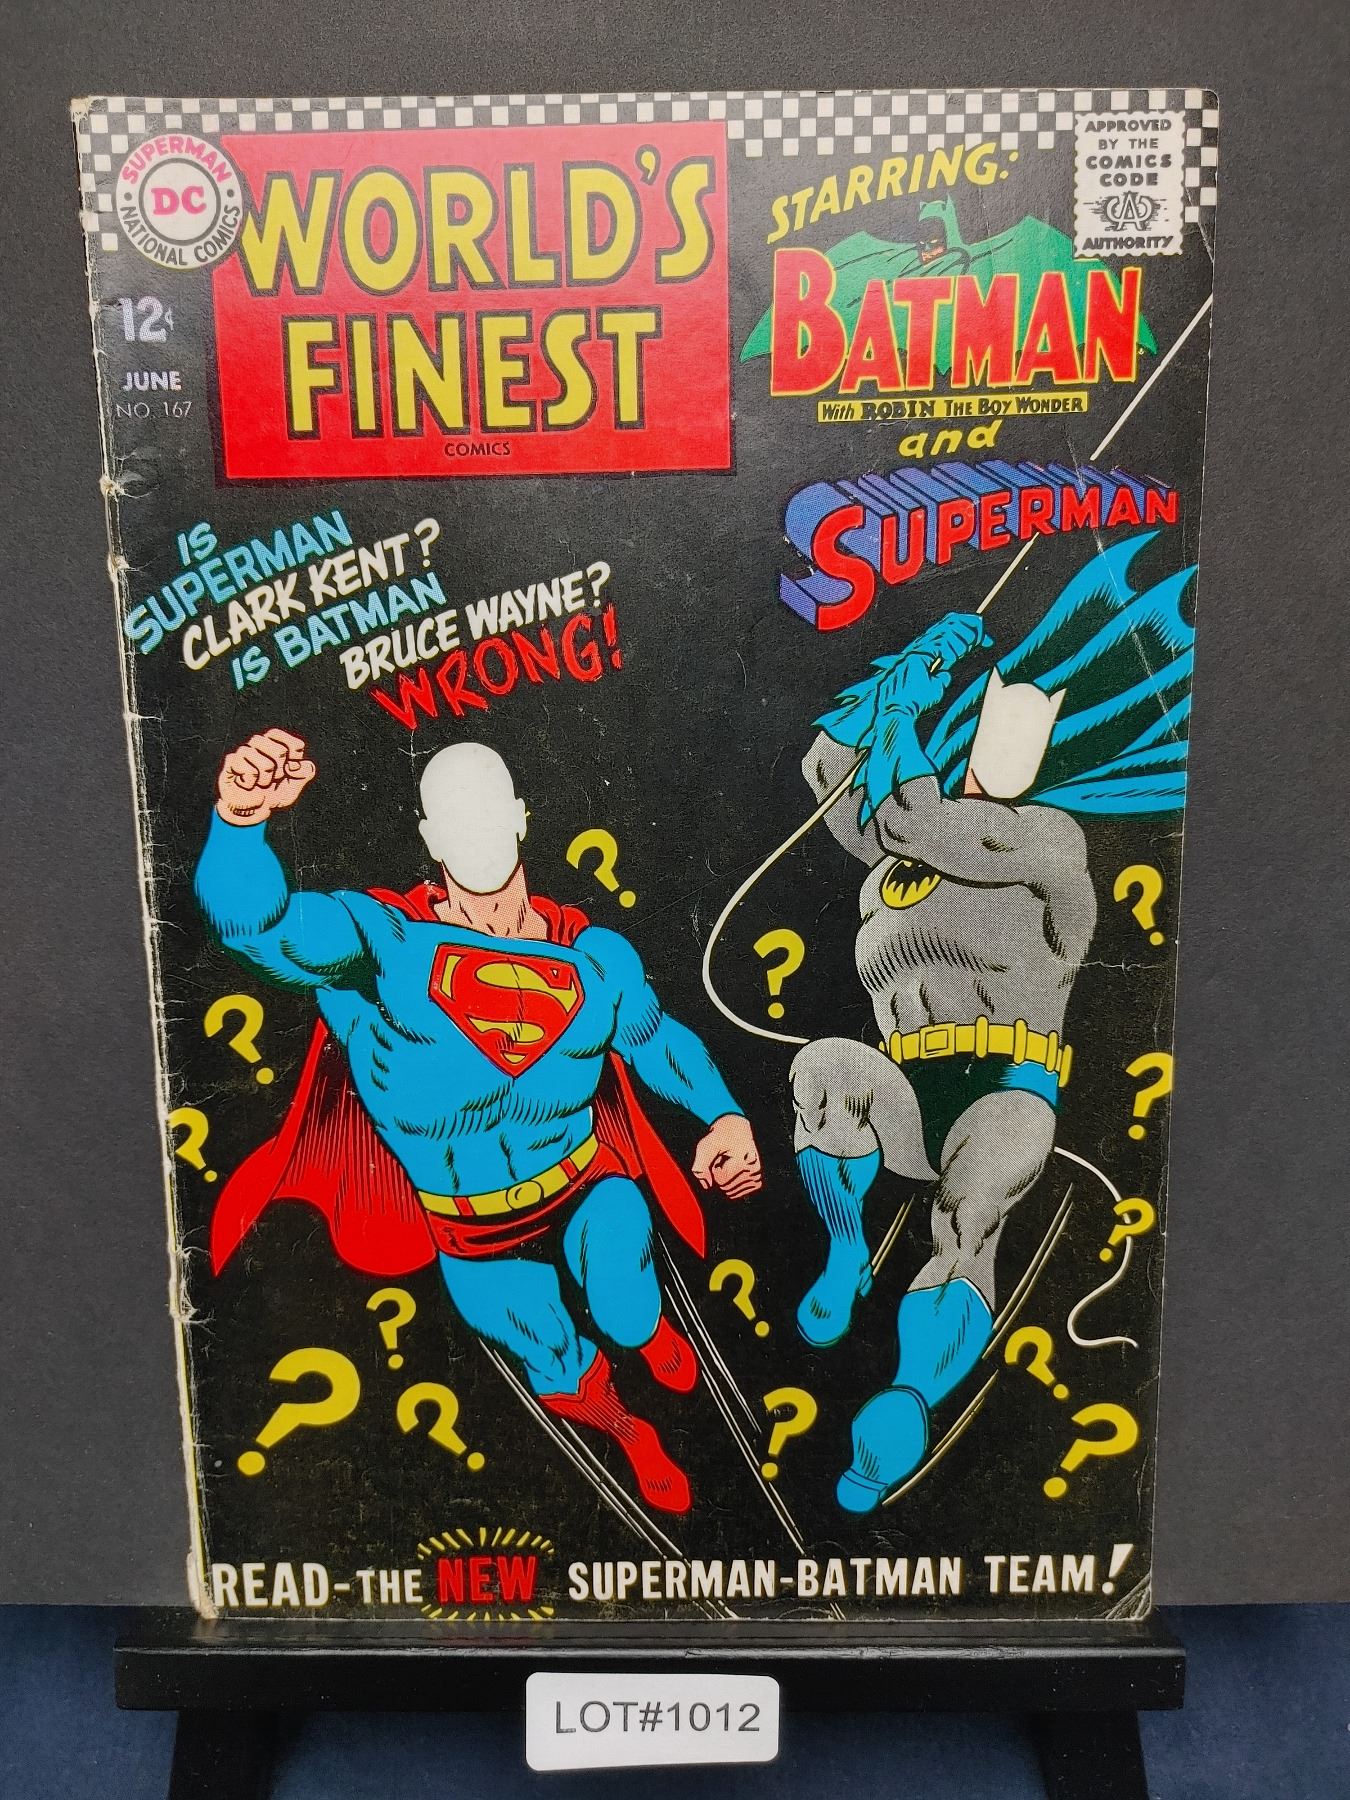 SUPERMAN
DC
NATIONAL COMICS
12¢
JUNE
NO. 167
WORLD'S
FINEST
COMICS
STARRING:
BATMAN
With ROBIN THE BOY WONDER
and
SUPERMAN
APPROVED
BY THE
COMICS
CODE
CA
AUTHORITY
IS
SUPERMAN
CLARK KENT?
IS BATMAN
BRUCE WAYNE?
WRONG!
S
? ? ? ? ? ? ? ? ? ? ? ? ? ?
READ-THE NEW SUPERMAN-BATMAN TEAM!
LOT#1012